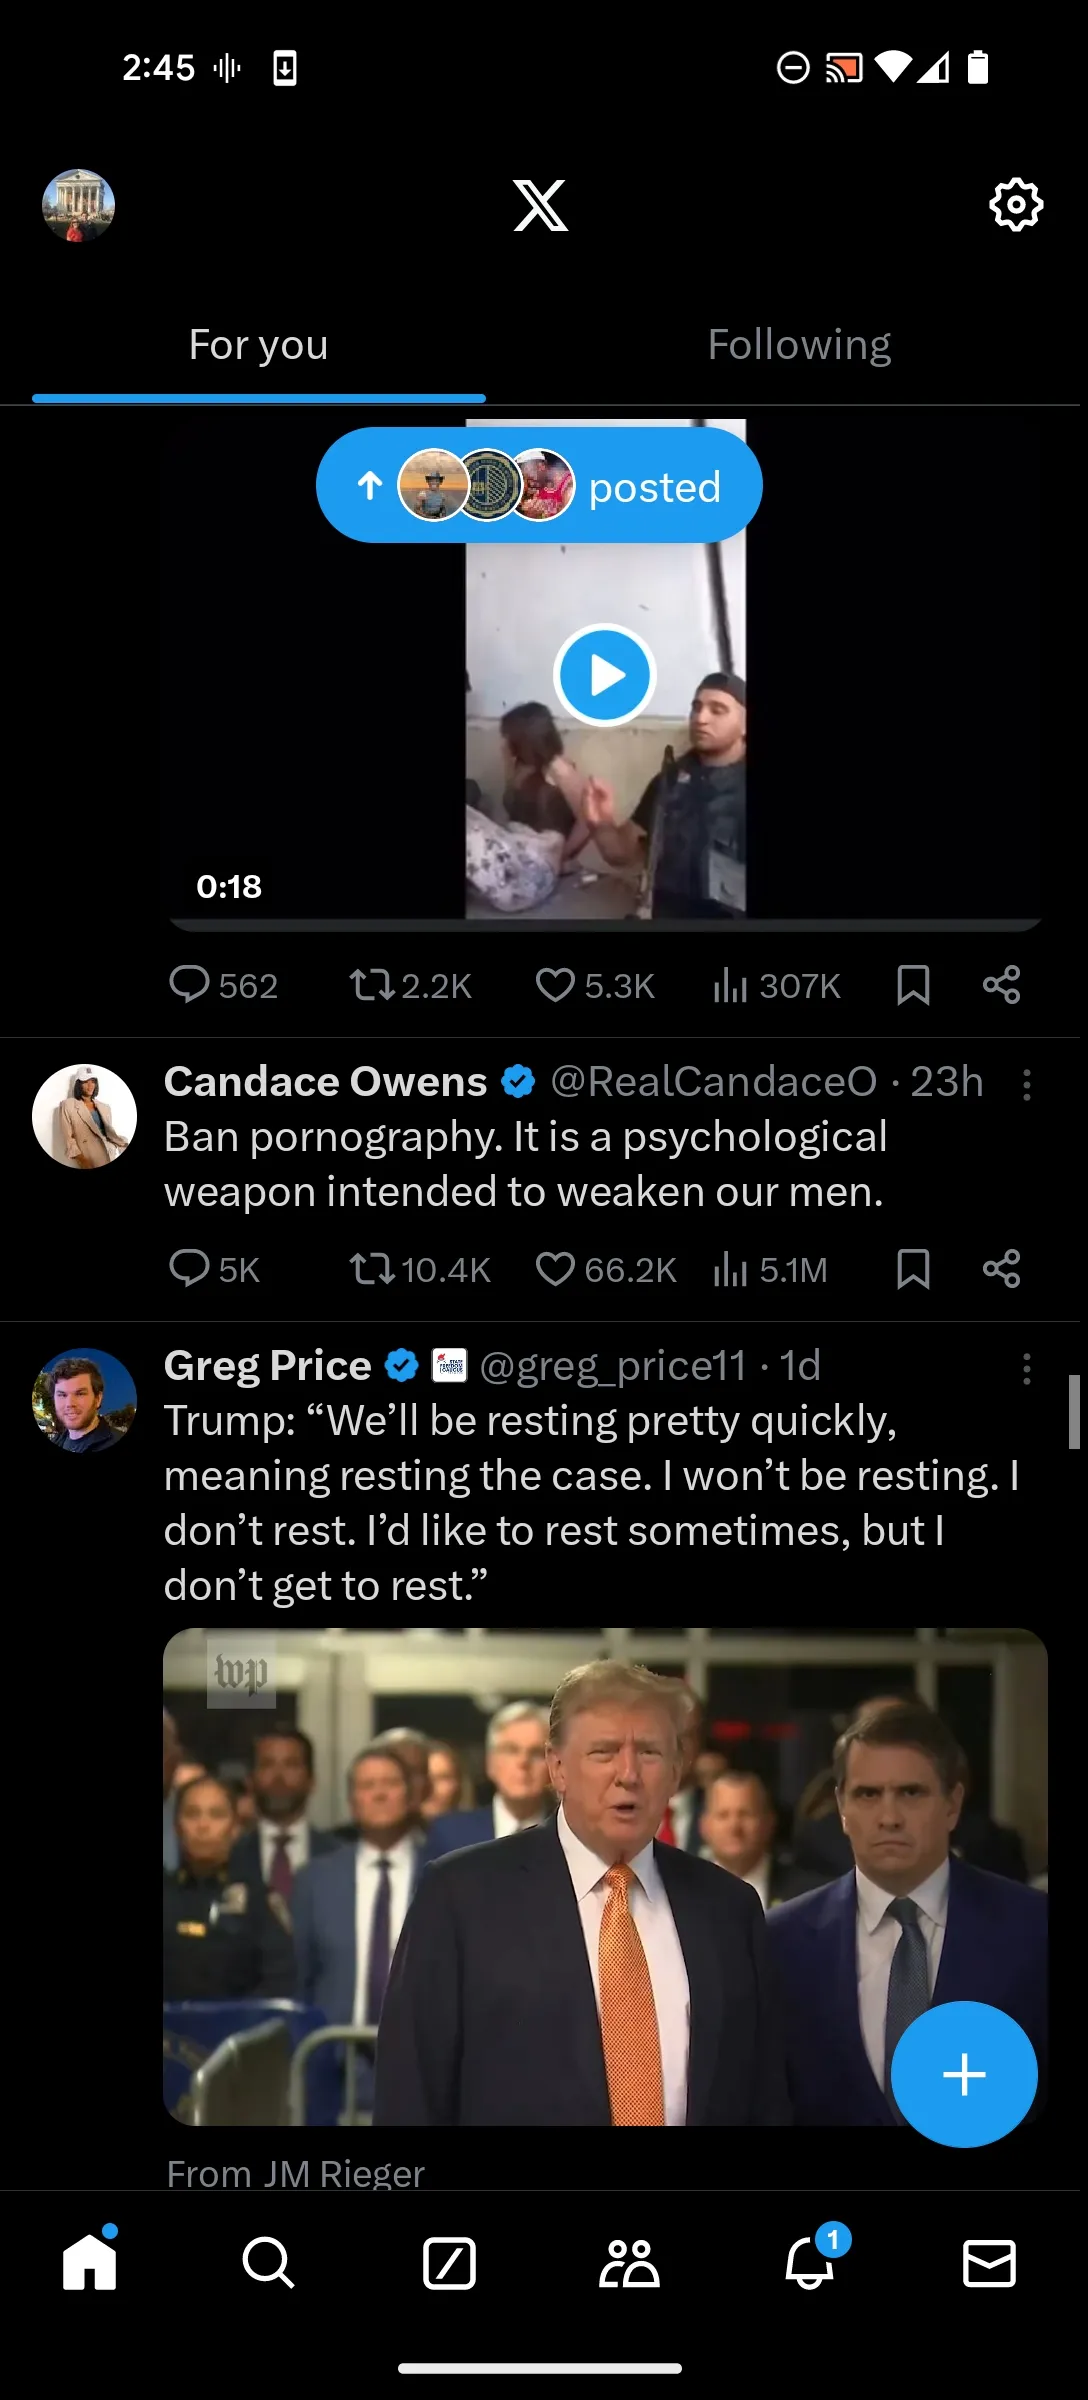 2:45
For you
Following
posted
0:18
562 2.2K 5.3K 307K
Candace Owens @RealCandaceO · 23h
Ban pornography. It is a psychological
weapon intended to weaken our men.
5K 10.4K 66.2K 5.1M
Greg Price @greg_price11 · 1d
Trump: “We’ll be resting pretty quickly,
meaning resting the case. I won’t be resting. I
don’t rest. I’d like to rest sometimes, but I
don’t get to rest.”
wp
From JM Rieger
1